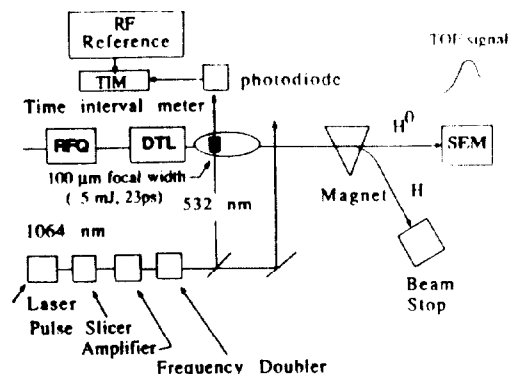 RF
Reference
TIM
photodiode
Time interval meter
TOF signal
RFQ
DTL
H0
SEM
100 µm focal width
( 5 mJ, 23ps)
532 nm
Magnet
H
1064 nm
Beam
Stop
Laser
Pulse Slicer
Amplifier
Frequency Doubler